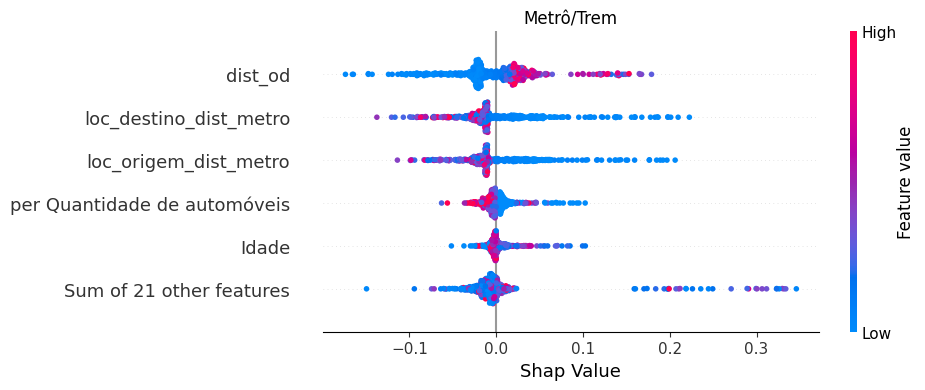 Metrô/Trem
High
dist_od
loc_destino_dist_metro
loc_origem_dist_metro
per Quantidade de automóveis
Idade
Sum of 21 other features
Feature value
Low
−0.1 0.0 0.1 0.2 0.3
Shap Value